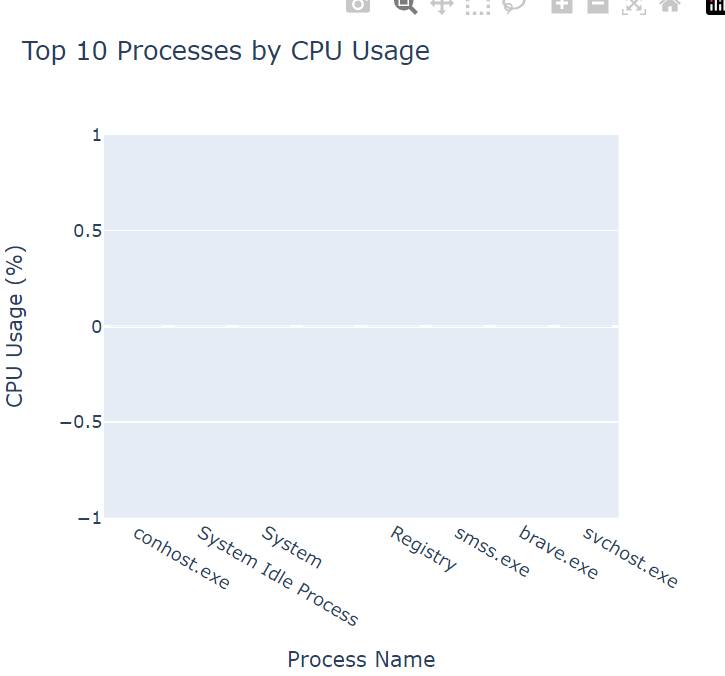 Top 10 Processes by CPU Usage
1
0.5
0
−0.5
−1
CPU Usage (%)
conhost.exe
System Idle Process
System
Registry
smss.exe
brave.exe
svchost.exe
Process Name